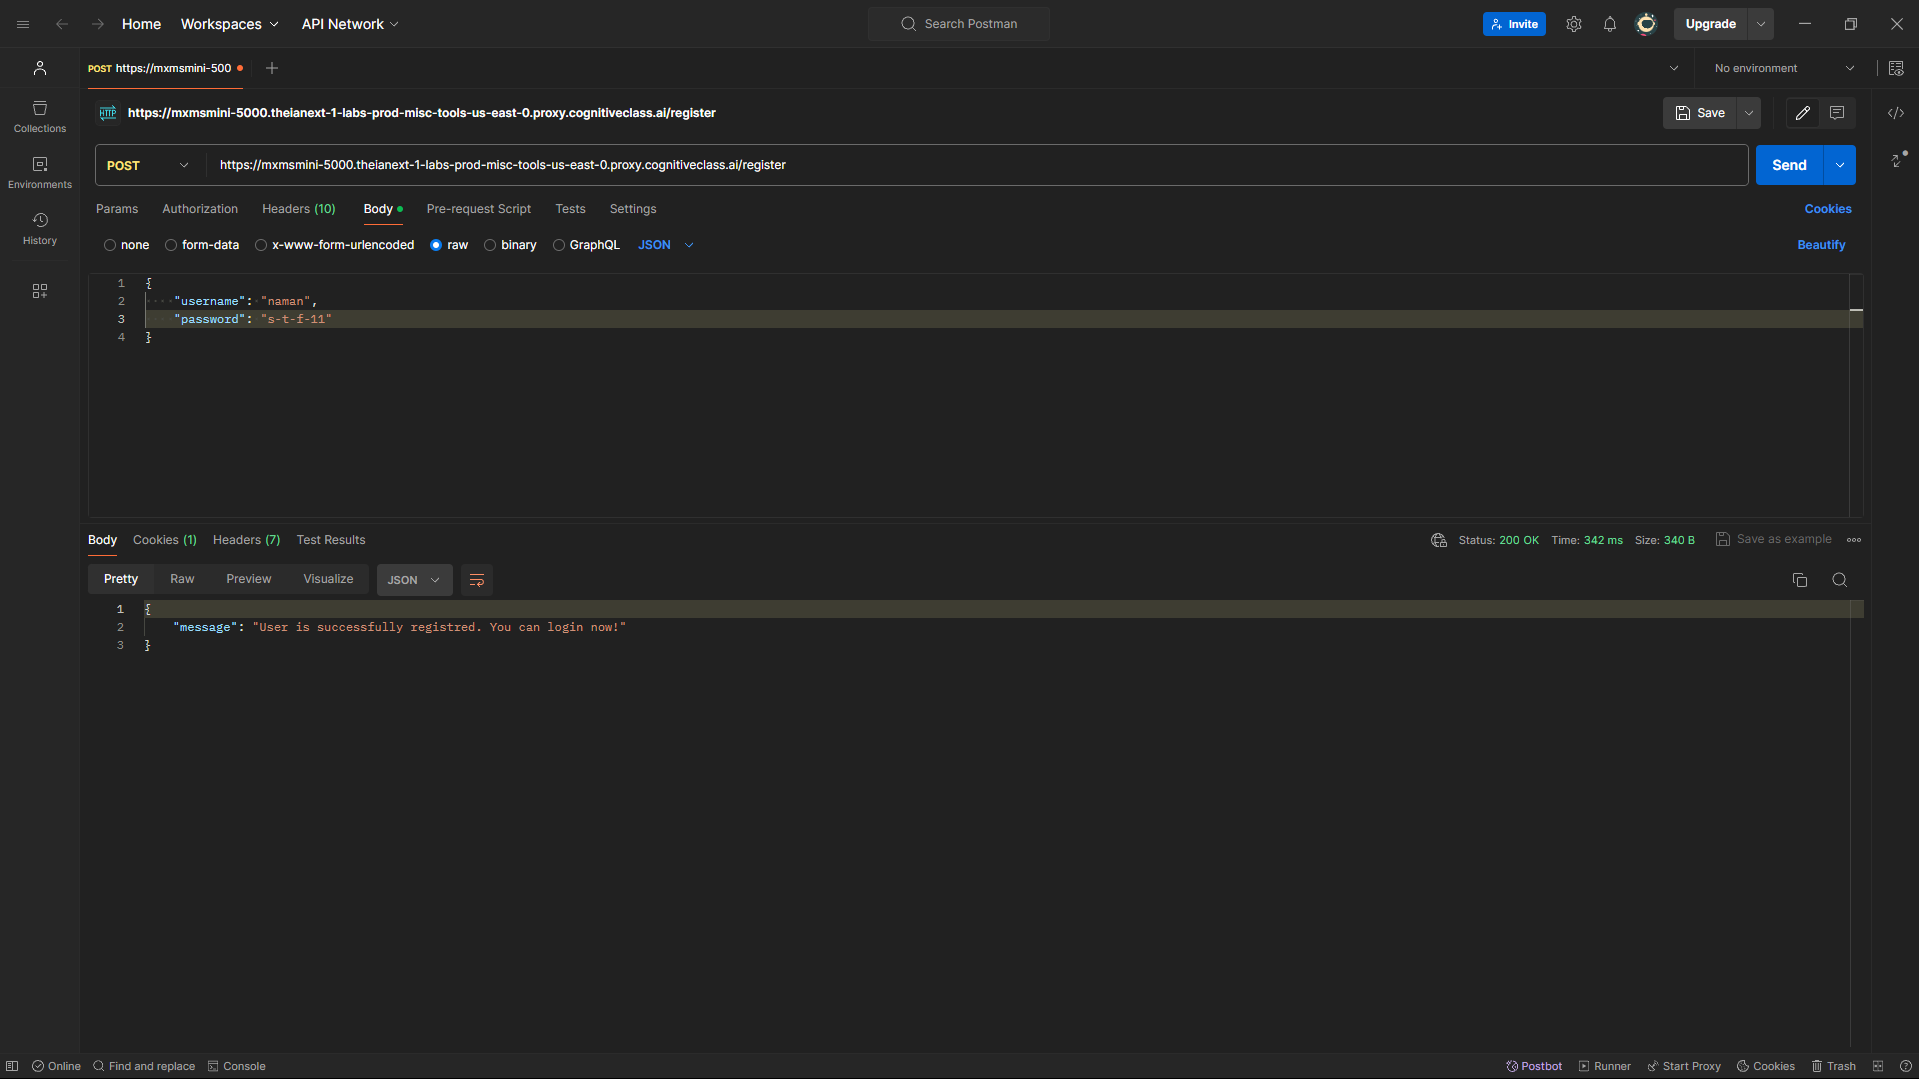 Home Workspaces API Network Search Postman Invite Upgrade
POST https://mxmsmini-500 No environment
HTTP https://mxmsmini-5000.theianext-1-labs-prod-misc-tools-us-east-0.proxy.cognitiveclass.ai/register Save
Collections
Environments
History
POST https://mxmsmini-5000.theianext-1-labs-prod-misc-tools-us-east-0.proxy.cognitiveclass.ai/register Send
Params Authorization Headers (10) Body Pre-request Script Tests Settings Cookies
none form-data x-www-form-urlencoded raw binary GraphQL JSON Beautify
1 {
2 "username": "naman",
3 "password": "s-t-f-11"
4 }
Body Cookies (1) Headers (7) Test Results Status: 200 OK Time: 342 ms Size: 340 B Save as example
Pretty Raw Preview Visualize JSON
1 {
2 "message": "User is successfully registred. You can login now!"
3 }
Online Find and replace Console Postbot Runner Start Proxy Cookies Trash